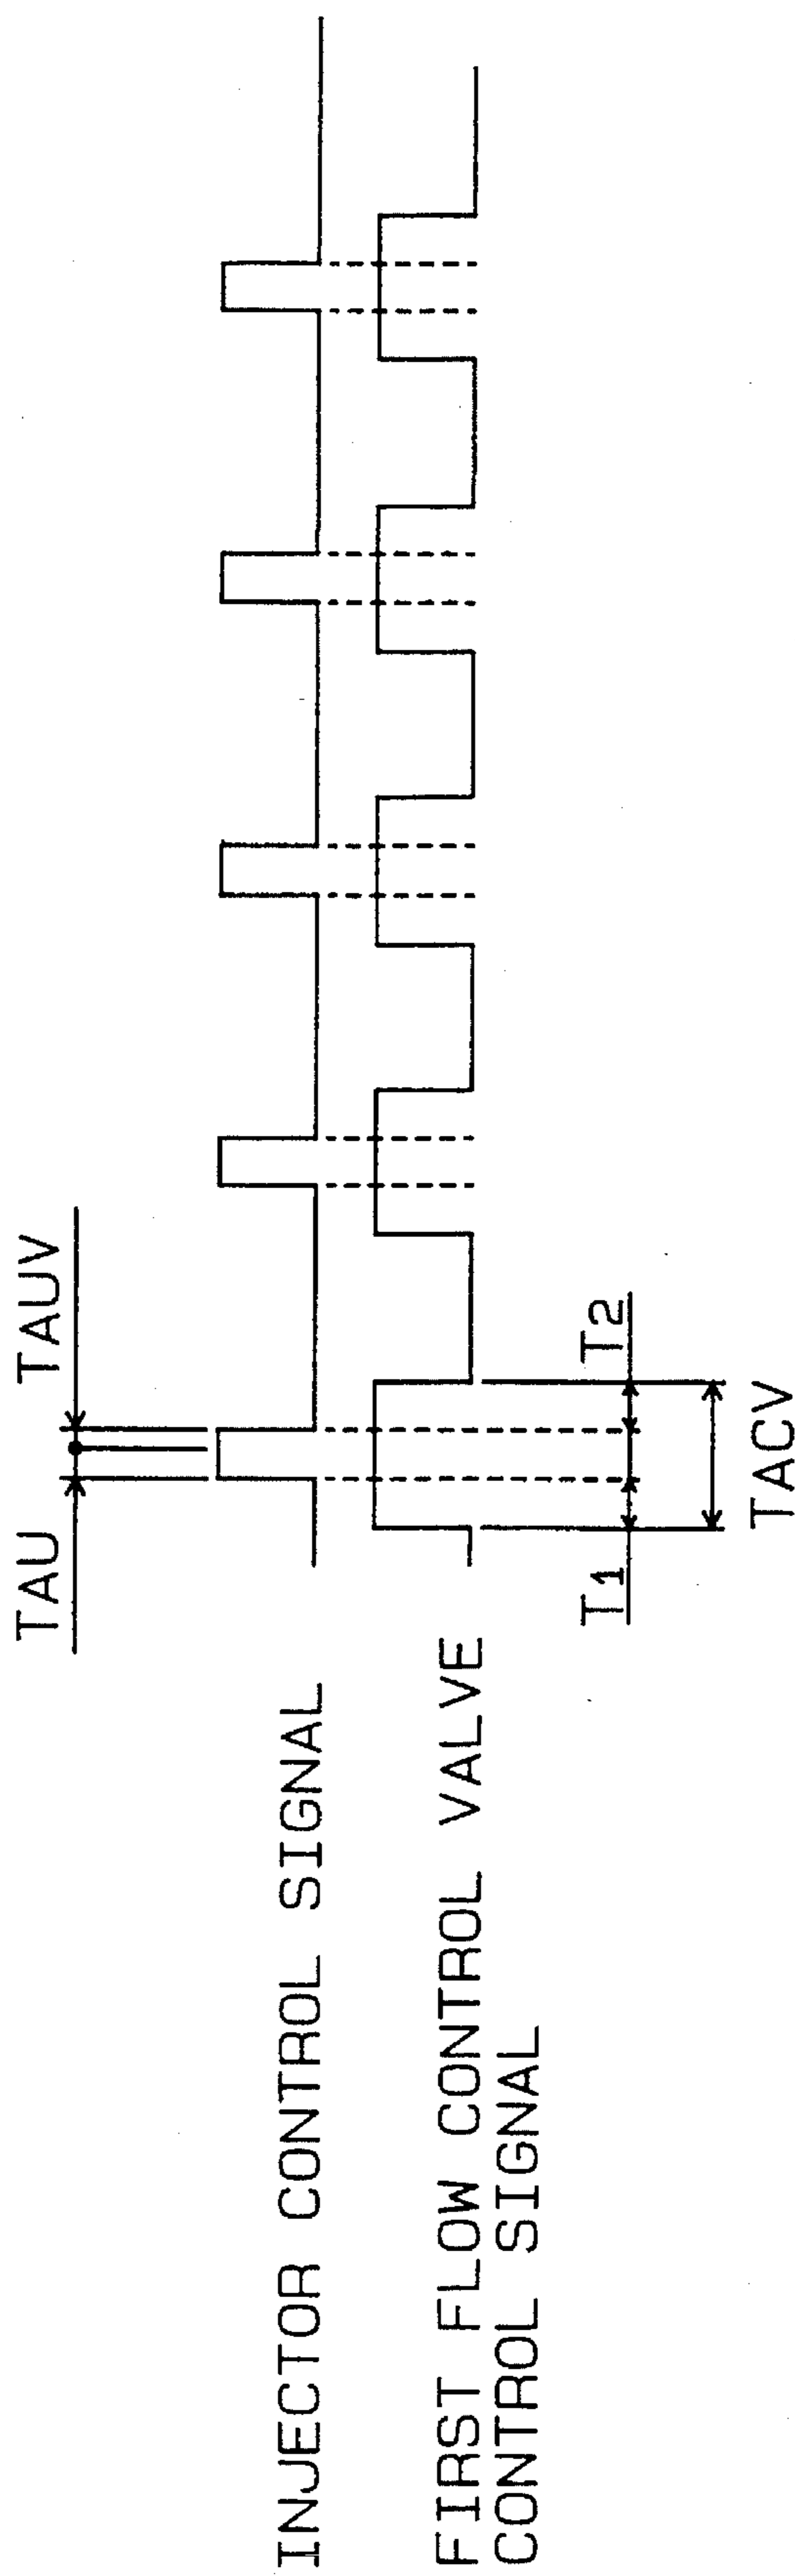 TAU
TAUV
INJECTOR CONTROL SIGNAL
FIRST FLOW CONTROL VALVE
CONTROL SIGNAL
T1
T2
TACV